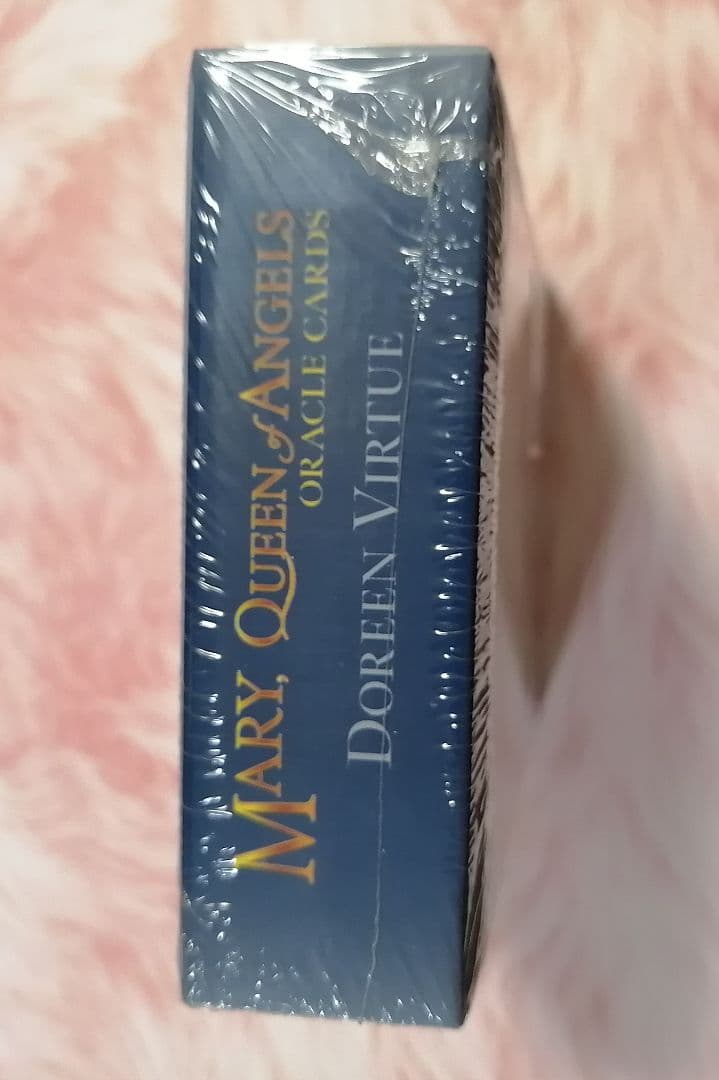 MARY, QUEEN of ANGELS
ORACLE CARDS
DOREEN VIRTUE